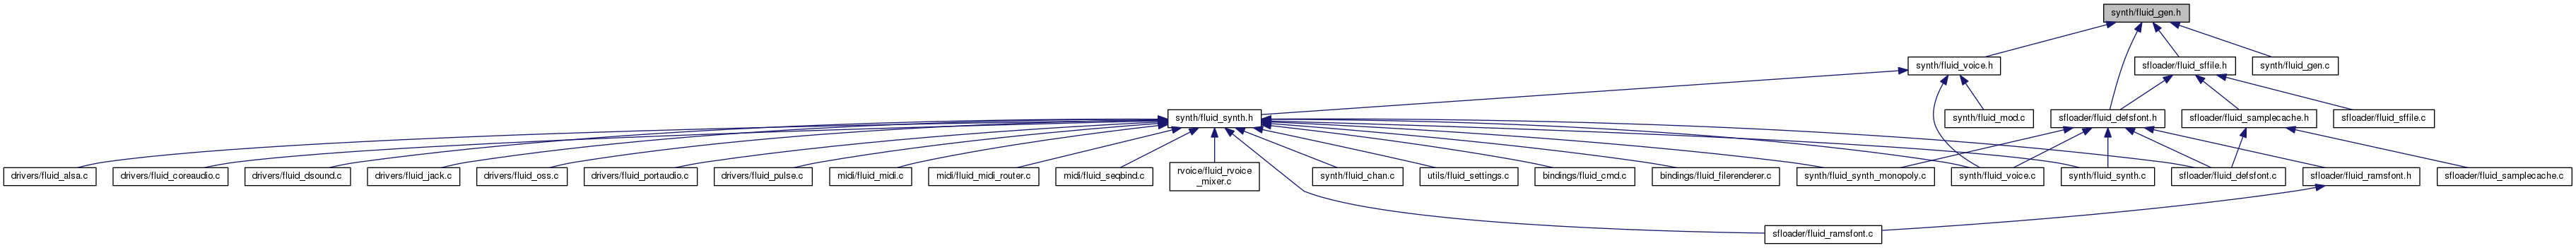 synth/fluid_gen.h
synth/fluid_voice.h
sfloader/fluid_sffile.h
synth/fluid_gen.c
synth/fluid_synth.h
synth/fluid_mod.c
sfloader/fluid_defsfont.h
sfloader/fluid_samplecache.h
sfloader/fluid_sffile.c
drivers/fluid_alsa.c
drivers/fluid_coreaudio.c
drivers/fluid_dsound.c
drivers/fluid_jack.c
drivers/fluid_oss.c
drivers/fluid_portaudio.c
drivers/fluid_pulse.c
midi/fluid_midi.c
midi/fluid_midi_router.c
midi/fluid_seqbind.c
rvoice/fluid_rvoice
_mixer.c
synth/fluid_chan.c
utils/fluid_settings.c
bindings/fluid_cmd.c
bindings/fluid_filerenderer.c
synth/fluid_synth_monopoly.c
synth/fluid_voice.c
synth/fluid_synth.c
sfloader/fluid_defsfont.c
sfloader/fluid_ramsfont.h
sfloader/fluid_samplecache.c
sfloader/fluid_ramsfont.c